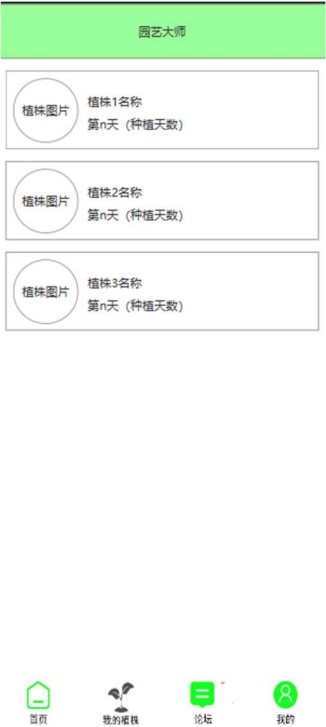 园艺大师
植株图片
植株1名称
第n天（种植天数）
植株图片
植株2名称
第n天（种植天数）
植株图片
植株3名称
第n天（种植天数）
首页
我的植株
论坛
我的